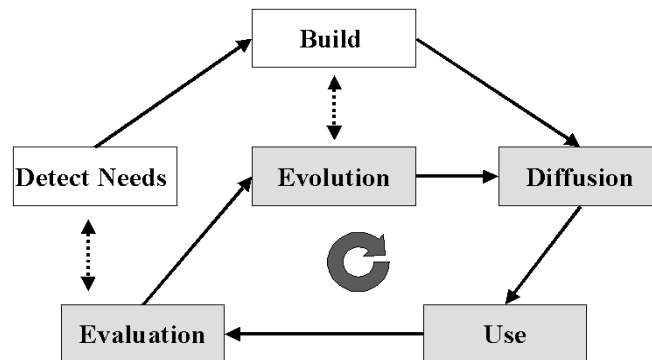 Build
Detect Needs
Evolution
Diffusion
Evaluation
Use